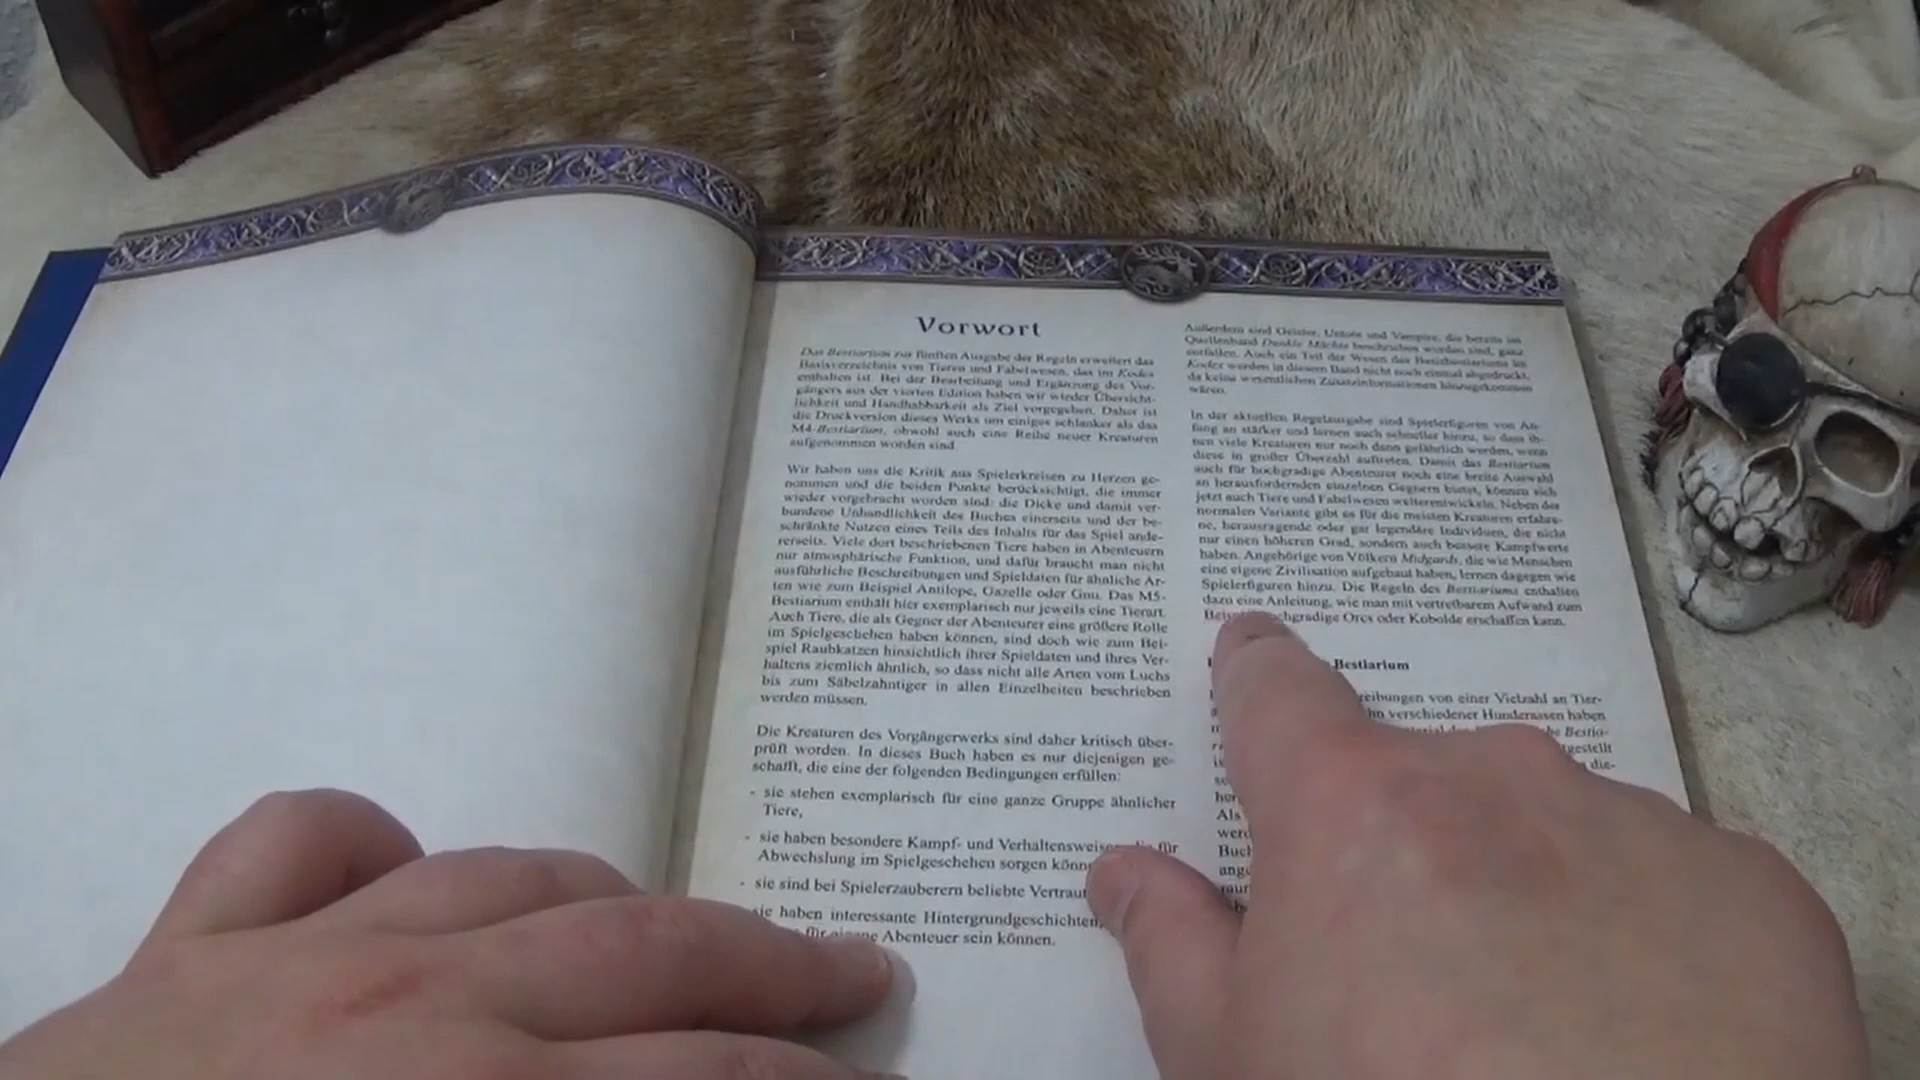 Vorwort
Das Bestiarium zur fünften Ausgabe der Regeln erweitert das
Basisverzeichnis von Tieren und Fabelwesen, das im Kodex
enthalten ist. Bei der Bearbeitung und Ergänzung des Vor-
gängers aus der vierten Edition haben wir wieder Übersicht-
lichkeit und Handhabbarkeit als Ziel vorgegeben. Daher ist
die Druckversion dieses Werks um einiges schlanker als das
M4-Bestiarium, obwohl auch eine Reihe neuer Kreaturen
aufgenommen worden sind.
Wir haben uns die Kritik aus Spielerkreisen zu Herzen ge-
nommen und die beiden Punkte berücksichtigt, die immer
wieder vorgebracht worden sind: die Dicke und damit ver-
bundene Unhandlichkeit des Buches einerseits und der be-
schränkte Nutzen eines Teils des Inhalts für das Spiel ande-
rerseits. Viele dort beschriebenen Tiere haben in Abenteuern
nur atmosphärische Funktion, und dafür braucht man nicht
ausführliche Beschreibungen und Spieldaten für ähnliche Ar-
ten wie zum Beispiel Antilope, Gazelle oder Gnu. Das M5-
Bestiarium enthält hier exemplarisch nur jeweils eine Tierart.
Auch Tiere, die als Gegner der Abenteurer eine größere Rolle
im Spielgeschehen haben können, sind doch wie zum Bei-
spiel Raubkatzen hinsichtlich ihrer Spieldaten und ihres Ver-
haltens ziemlich ähnlich, so dass nicht alle Arten vom Luchs
bis zum Säbelzahntiger in allen Einzelheiten beschrieben
werden müssen.
Die Kreaturen des Vorgängerwerks sind daher kritisch über-
prüft worden. In dieses Buch haben es nur diejenigen ge-
schafft, die eine der folgenden Bedingungen erfüllen:
- sie stehen exemplarisch für eine ganze Gruppe ähnlicher
Tiere,
- sie haben besondere Kampf- und Verhaltensweisen, die für
Abwechslung im Spielgeschehen sorgen könn
- sie sind bei Spielerzauberern beliebte Vertraut
sie haben interessante Hintergrundgeschichten,
für eigene Abenteuer sein können.
Außerdem sind Geister, Untote und Vampire, die bereits im
Quellenband Dunkle Mächte beschrieben worden sind, ganz
entfallen. Auch ein Teil der Wesen des Basisbestiariums im
Kodex werden in diesem Band nicht noch einmal abgedruckt,
da keine wesentlichen Zusatzinformationen hinzugekommen
wären.
In der aktuellen Regelausgabe sind Spielerfiguren von An-
fang an stärker und lernen auch schneller hinzu, so dass ih-
nen viele Kreaturen nur noch dann gefährlich werden, wenn
diese in großer Überzahl auftreten. Damit das Bestiarium
auch für hochgradige Abenteurer noch eine breite Auswahl
an herausfordernden einzelnen Gegnern bietet, können sich
jetzt auch Tiere und Fabelwesen weiterentwickeln. Neben der
normalen Variante gibt es für die meisten Kreaturen erfahre-
ne, herausragende oder gar legendäre Individuen, die nicht
nur einen höheren Grad, sondern auch bessere Kampfwerte
haben. Angehörige von Völkern Midgards, die wie Menschen
eine eigene Zivilisation aufgebaut haben, lernen dagegen wie
Spielerfiguren hinzu. Die Regeln des Bestiariums enthalten
dazu eine Anleitung, wie man mit vertretbarem Aufwand zum
chgradige Orcs oder Kobolde erschaffen kann.
Bestiarium
reibungen von einer Vielzahl an Tier-
hn verschiedener Hunderassen haben
Bestia-
gestellt
die-
Als
werd
Buch